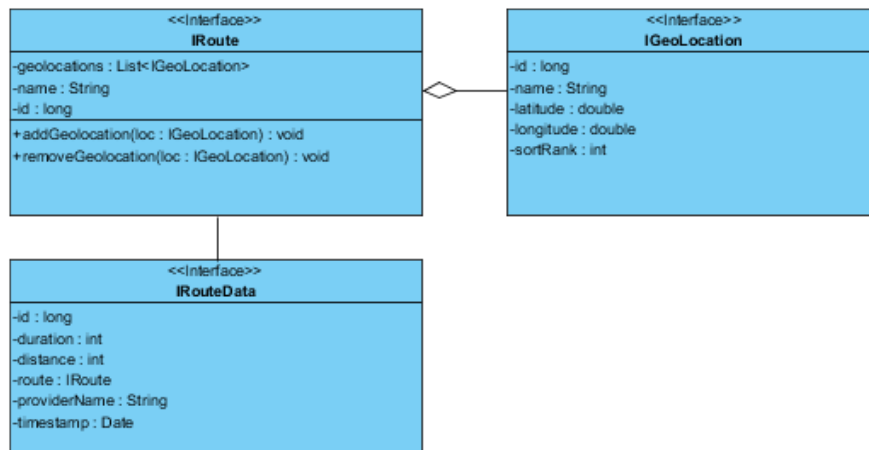 <<Interface>>
IRoute
-geolocations : List<IGeoLocation>
-name : String
-id : long
+addGeolocation(loc : IGeoLocation) : void
+removeGeolocation(loc : IGeoLocation) : void
<<Interface>>
IGeoLocation
-id : long
-name : String
-latitude : double
-longitude : double
-sortRank : int
<<Interface>>
IRouteData
-id : long
-duration : int
-distance : int
-route : IRoute
-providerName : String
-timestamp : Date